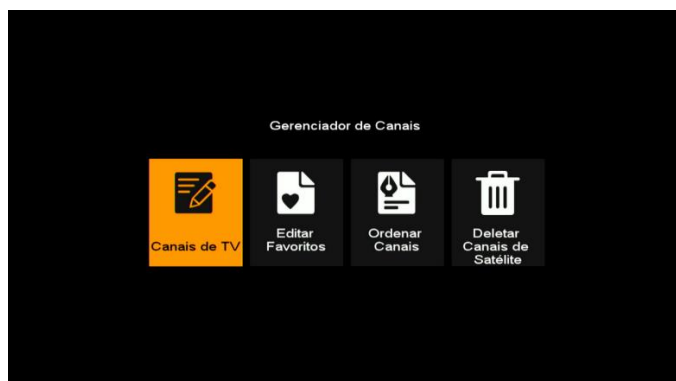 Gerenciador de Canais
Canais de TV
Editar
Favoritos
Ordenar
Canais
Deletar
Canais de
Satélite